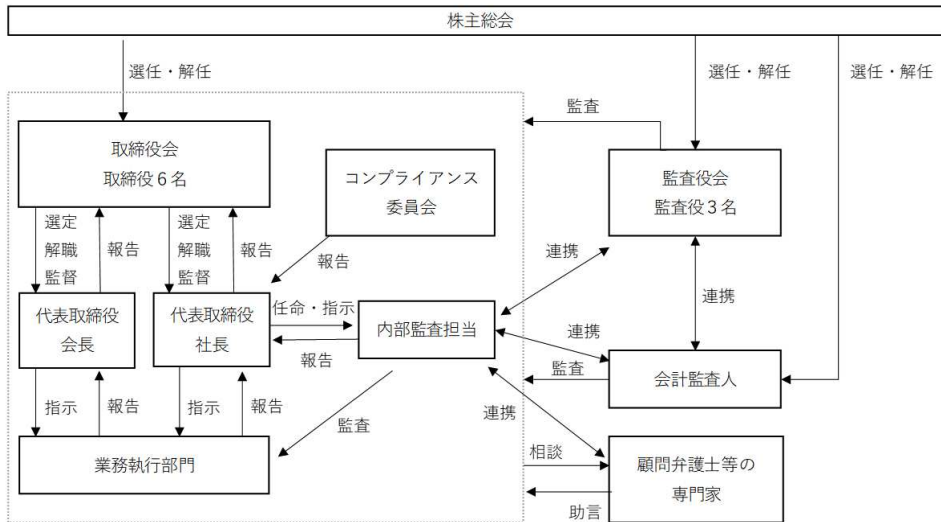 株主総会
選任・解任
選任・解任
選任・解任
監査
取締役会
取締役６名
コンプライアンス
委員会
監査役会
監査役３名
選定
解職
監督
報告
選定
解職
監督
報告
報告
連携
連携
代表取締役
会長
代表取締役
社長
任命・指示
報告
内部監査担当
連携
会計監査人
監査
指示
報告
指示
報告
監査
連携
業務執行部門
相談
顧問弁護士等の
専門家
助言